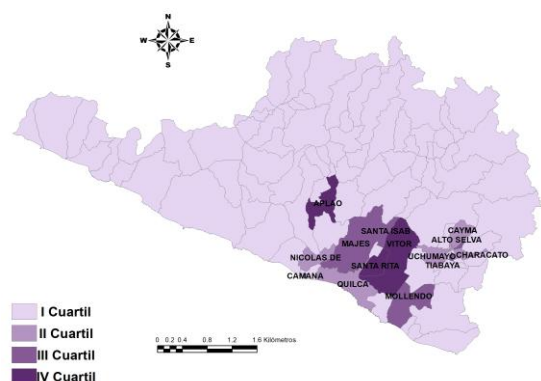 N
W E
S
APLAO
SANTA ISAB
CAYMA
ALTO SELVA
MAJES
VITOR
NICOLAS DE
UCHUMAYO
CHARACATO
SANTA RITA
TIABAYA
CAMANA
QUILCA
MOLLENDO
I Cuartil
II Cuartil
III Cuartil
IV Cuartil
0 0.2 0.4 0.8 1.2 1.6 Kilómetros